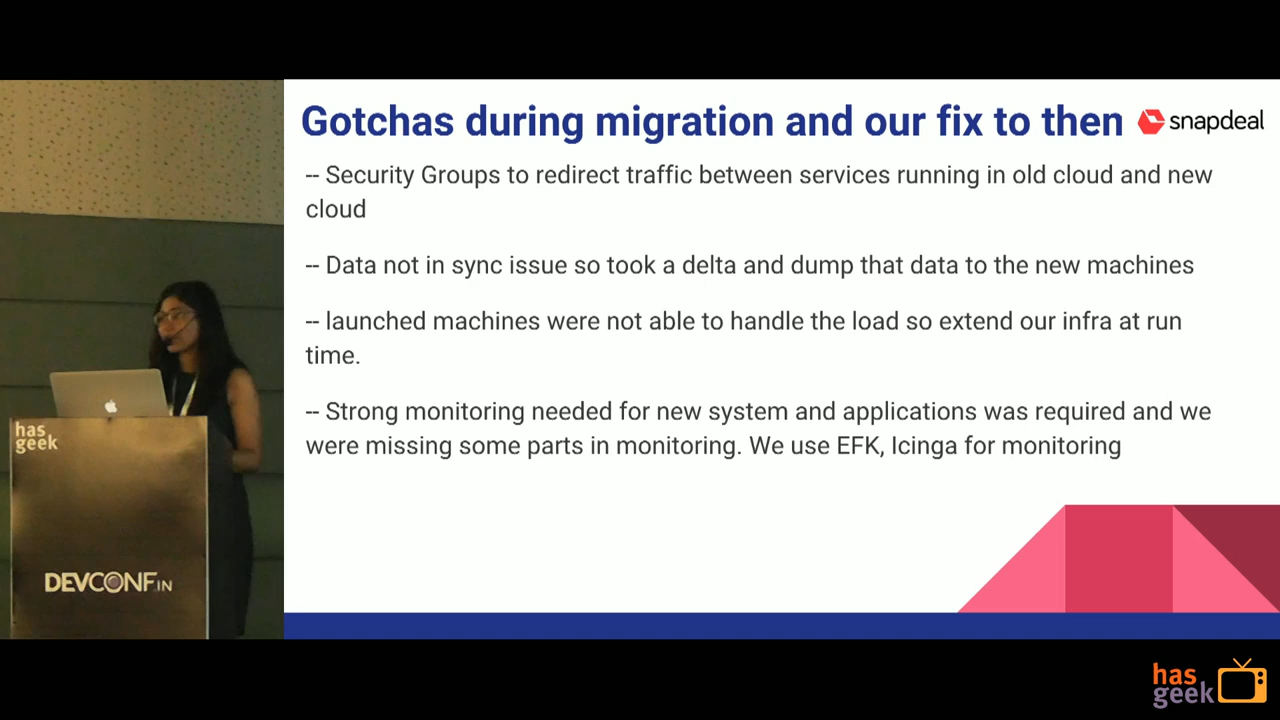 Gotchas during migration and our fix to then
snapdeal
-- Security Groups to redirect traffic between services running in old cloud and new
cloud
-- Data not in sync issue so took a delta and dump that data to the new machines
-- launched machines were not able to handle the load so extend our infra at run
time.
-- Strong monitoring needed for new system and applications was required and we
were missing some parts in monitoring. We use EFK, Icinga for monitoring
has
geek
DEVCONF.IN
has
geek